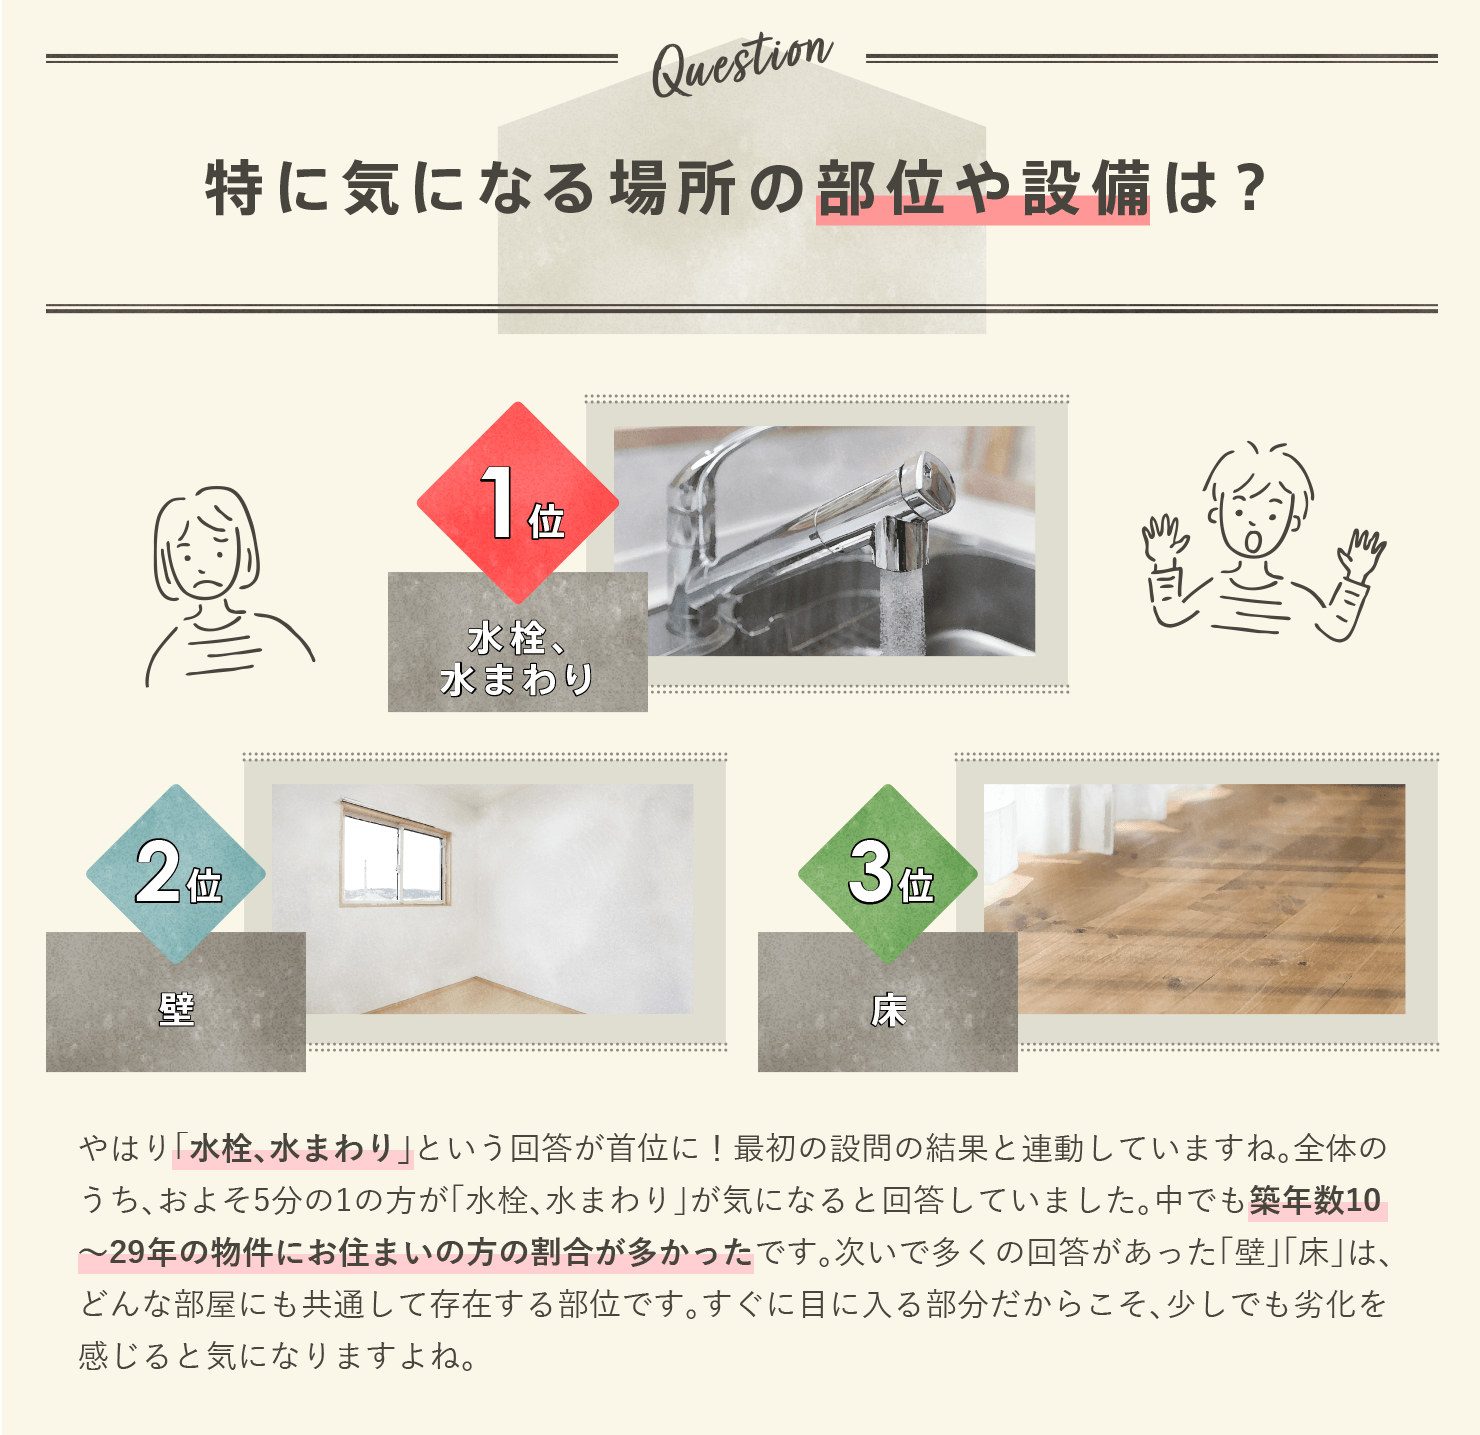 Question
特に気になる場所の部位や設備は？
1位
水栓、
水まわり
2位
壁
3位
床
やはり「水栓、水まわり」という回答が首位に！最初の設問の結果と連動していますね。全体の
うち、およそ5分の1の方が「水栓、水まわり」が気になると回答していました。中でも築年数10
～29年の物件にお住まいの方の割合が多かったです。次いで多くの回答があった「壁」「床」は、
どんな部屋にも共通して存在する部位です。すぐに目に入る部分だからこそ、少しでも劣化を
感じると気になりますよね。